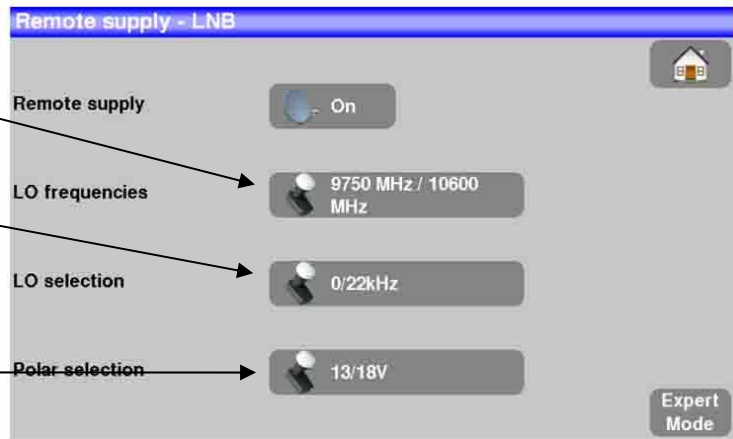 Remote supply - LNB
Remote supply
On
LO frequencies
9750 MHz / 10600
MHz
LO selection
0/22kHz
Polar selection
13/18V
Expert
Mode